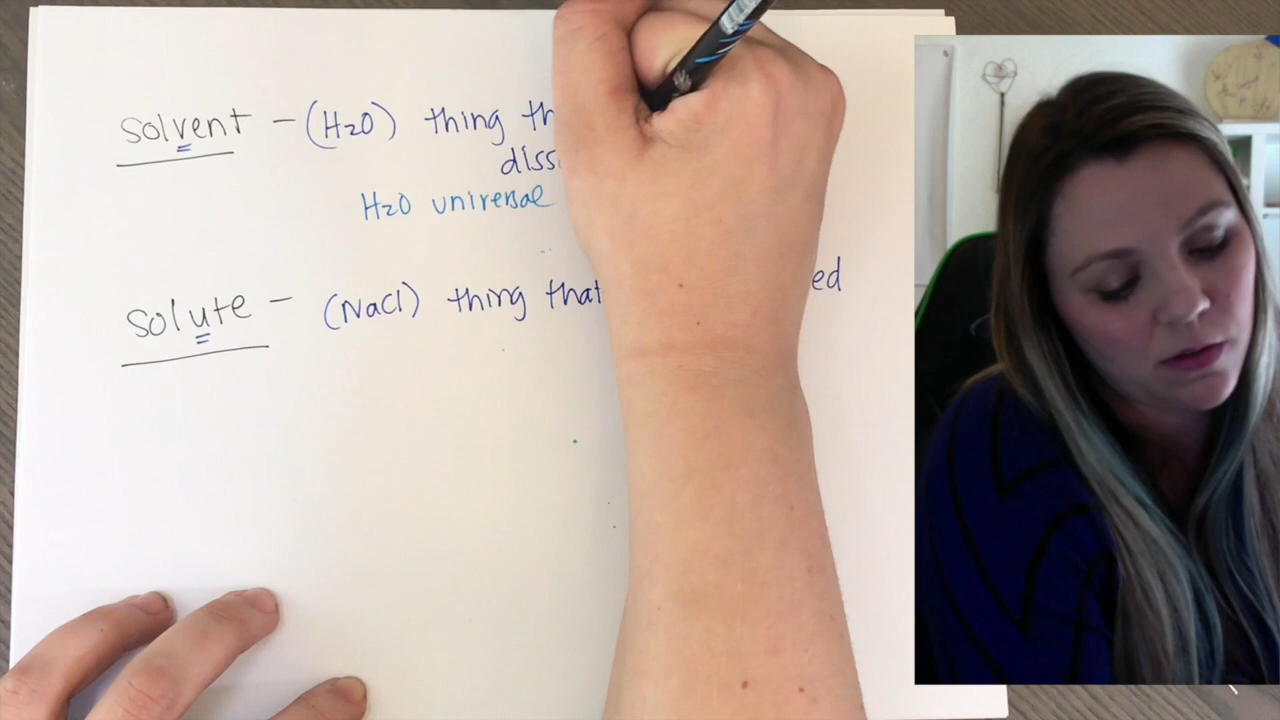 solvent - (H2O) thing th
diss
H2O universal
solute - (NaCl) thing that ed